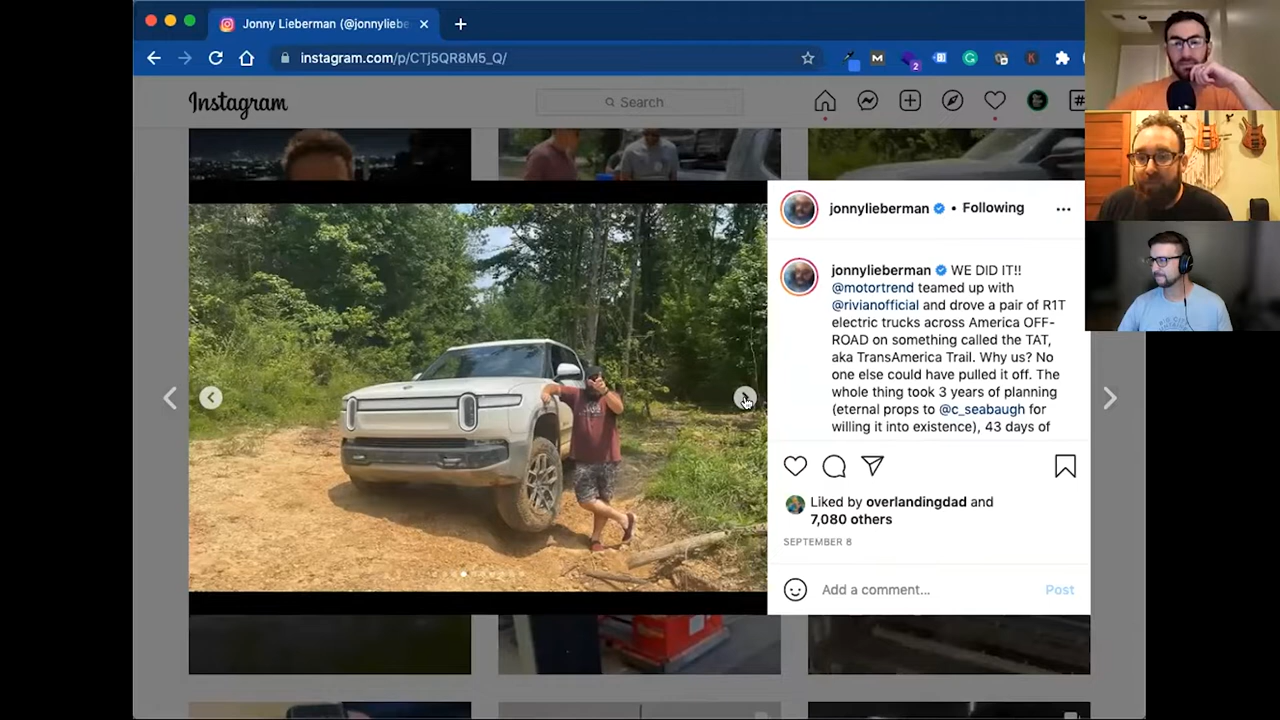 Jonny Lieberman (@jonnyliebe
instagram.com/p/CTj5QR8M5_Q/
2
Instagram
Search
jonnylieberman • Following
jonnylieberman WE DID IT!!
@motortrend teamed up with
@rivianofficial and drove a pair of R1T
electric trucks across America OFF-
ROAD on something called the TAT,
aka TransAmerica Trail. Why us? No
one else could have pulled it off. The
whole thing took 3 years of planning
(eternal props to @c_seabaugh for
willing it into existence), 43 days of
Liked by overlandingdad and
7,080 others
SEPTEMBER 8
Add a comment...
Post